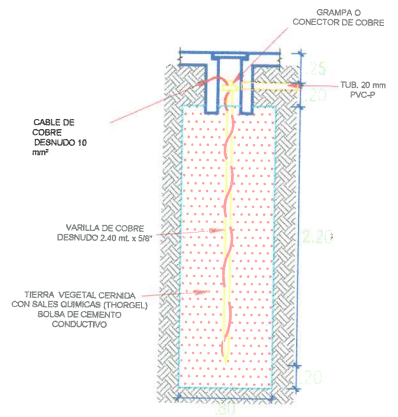 GRAMPA O
CONECTOR DE COBRE
.25
TUB. 20 mm
PVC-P
.20
CABLE DE
COBRE
DESNUDO 10
mm²
VARILLA DE COBRE
DESNUDO 2.40 mt. x 5/8"
2.20
TIERRA VEGETAL CERNIDA
CON SALES QUIMICAS (THORGEL)
BOLSA DE CEMENTO
CONDUCTIVO
.20
.80